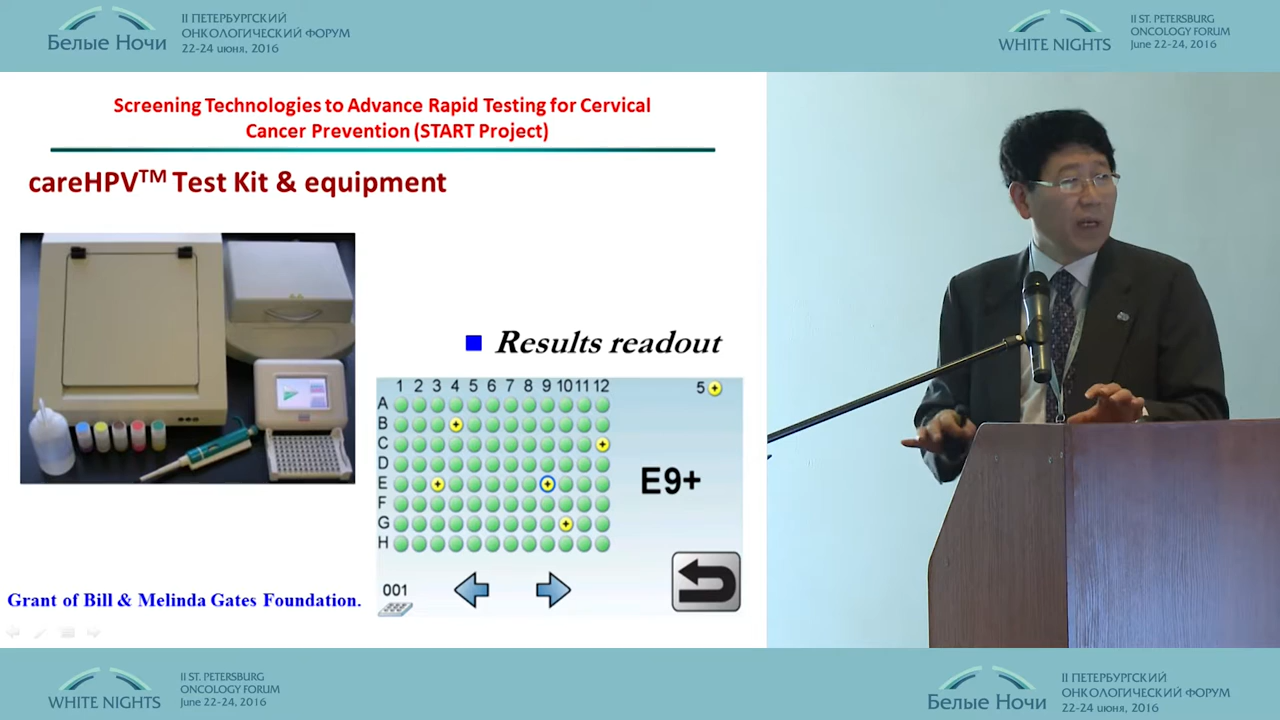 Белые Ночи
II ПЕТЕРБУРГСКИЙ
ОНКОЛОГИЧЕСКИЙ ФОРУМ
22-24 июня, 2016
WHITE NIGHTS
II ST. PETERSBURG
ONCOLOGY FORUM
June 22-24, 2016
Screening Technologies to Advance Rapid Testing for Cervical
Cancer Prevention (START Project)
careHPV™ Test Kit & equipment
Results readout
1 2 3 4 5 6 7 8 9 10 11 12
5 +
A
B
C
D
E
F
G
H
E9+
001
Grant of Bill & Melinda Gates Foundation.
WHITE NIGHTS
II ST. PETERSBURG
ONCOLOGY FORUM
June 22-24, 2016
Белые Ночи
II ПЕТЕРБУРГСКИЙ
ОНКОЛОГИЧЕСКИЙ ФОРУМ
22-24 июня, 2016